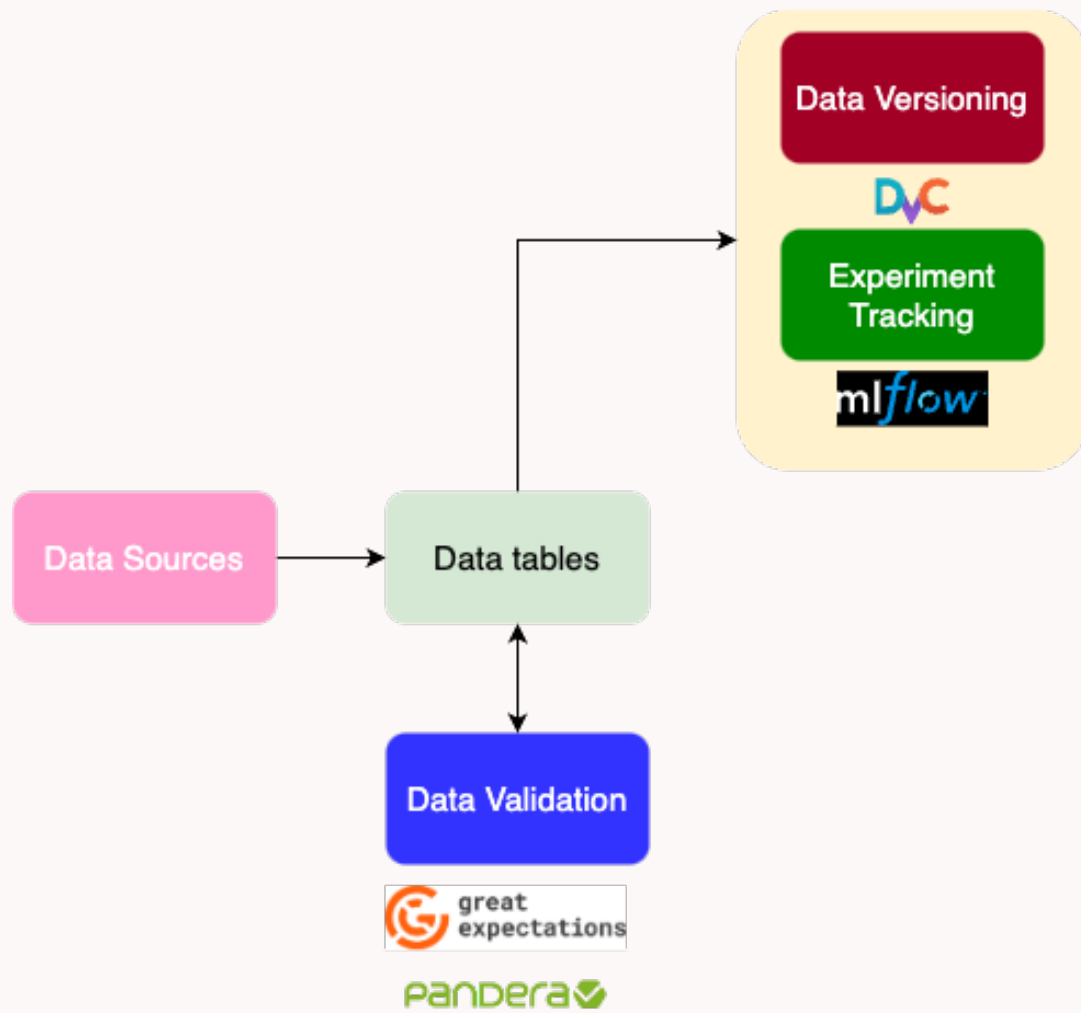 Data Versioning
DVC
Experiment
Tracking
mlflow
Data Sources
Data tables
Data Validation
great
expectations
pandera